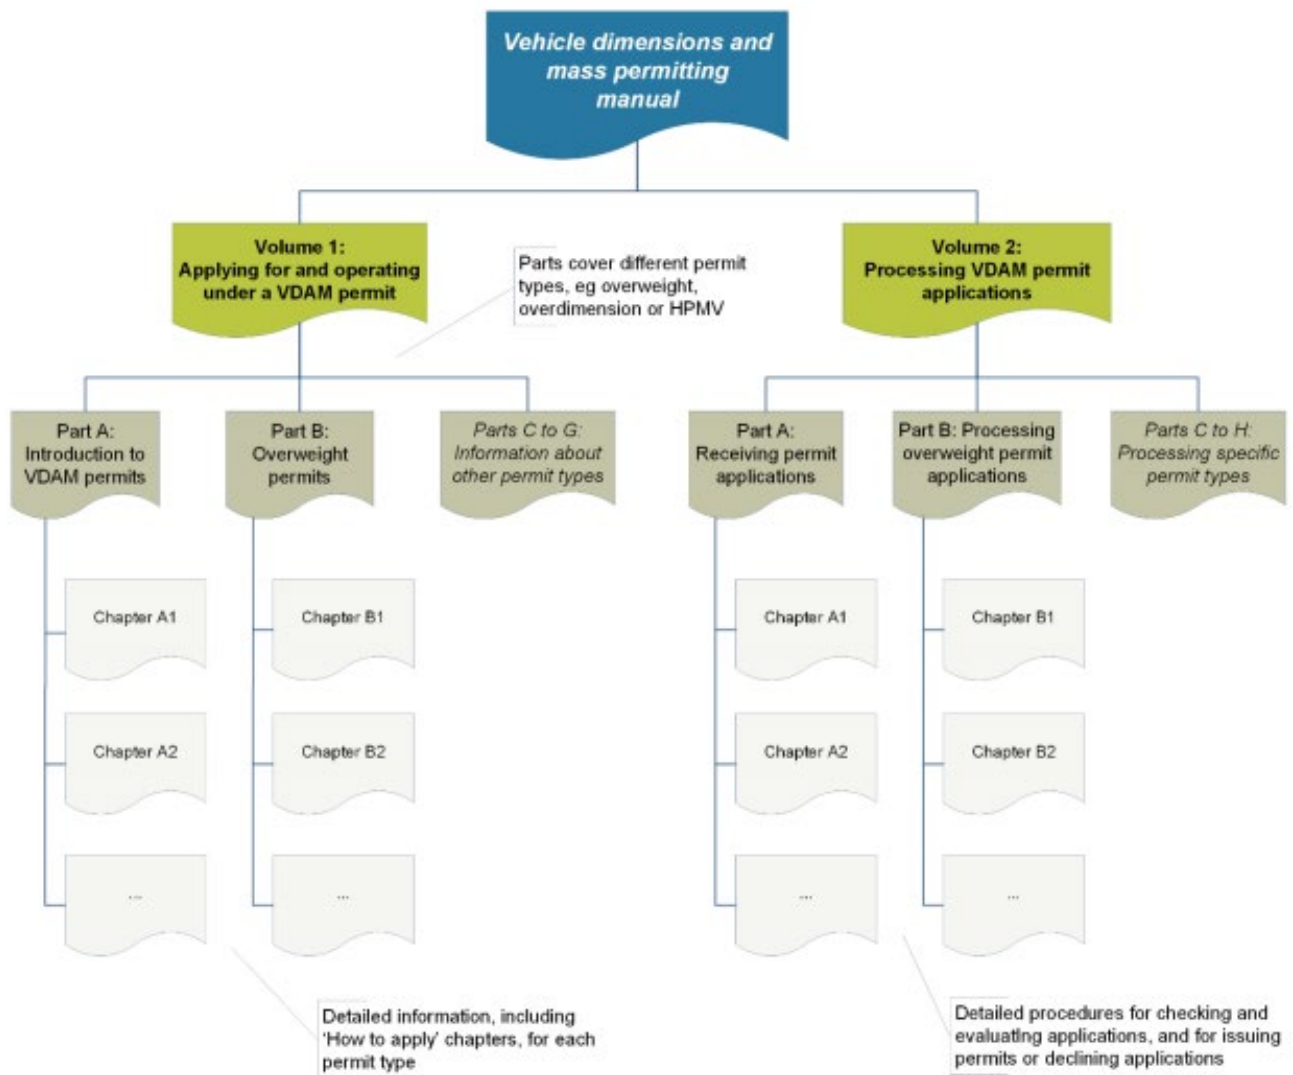 Vehicle dimensions and
mass permitting
manual
Volume 1:
Applying for and operating
under a VDAM permit
Parts cover different permit
types, eg overweight,
overdimension or HPMV
Volume 2:
Processing VDAM permit
applications
Part A:
Introduction to
VDAM permits
Part B:
Overweight
permits
Parts C to G:
Information about
other permit types
Part A:
Receiving permit
applications
Part B: Processing
overweight permit
applications
Parts C to H:
Processing specific
permit types
Chapter A1
Chapter B1
Chapter A1
Chapter B1
Chapter A2
Chapter B2
Chapter A2
Chapter B2
...
...
...
...
Detailed information, including
‘How to apply’ chapters, for each
permit type
Detailed procedures for checking and
evaluating applications, and for issuing
permits or declining applications